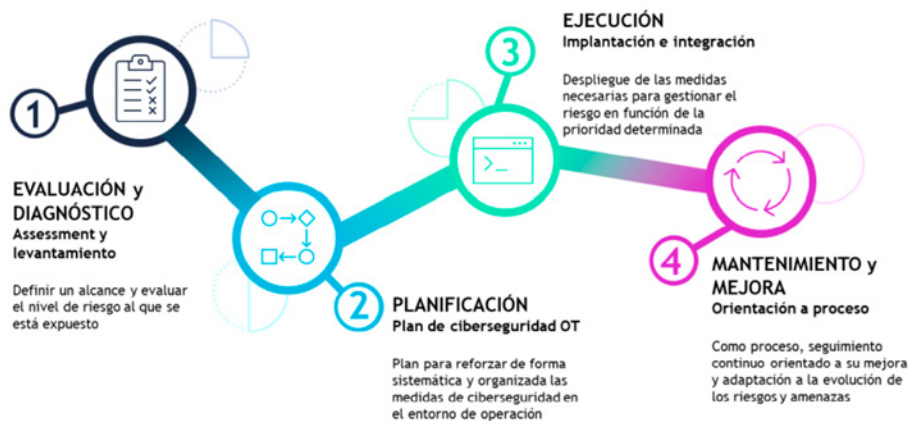 1
EVALUACIÓN y
DIAGNÓSTICO
Assessment y
levantamiento
Definir un alcance y evaluar
el nivel de riesgo al que se
está expuesto
2
PLANIFICACIÓN
Plan de ciberseguridad OT
Plan para reforzar de forma
sistemática y organizada las
medidas de ciberseguridad en
el entorno de operación
3
EJECUCIÓN
Implantación e integración
Despliegue de las medidas
necesarias para gestionar el
riesgo en función de la
prioridad determinada
>_
4
MANTENIMIENTO y
MEJORA
Orientación a proceso
Como proceso, seguimiento
continuo orientado a su mejora
y adaptación a la evolución de
los riesgos y amenazas